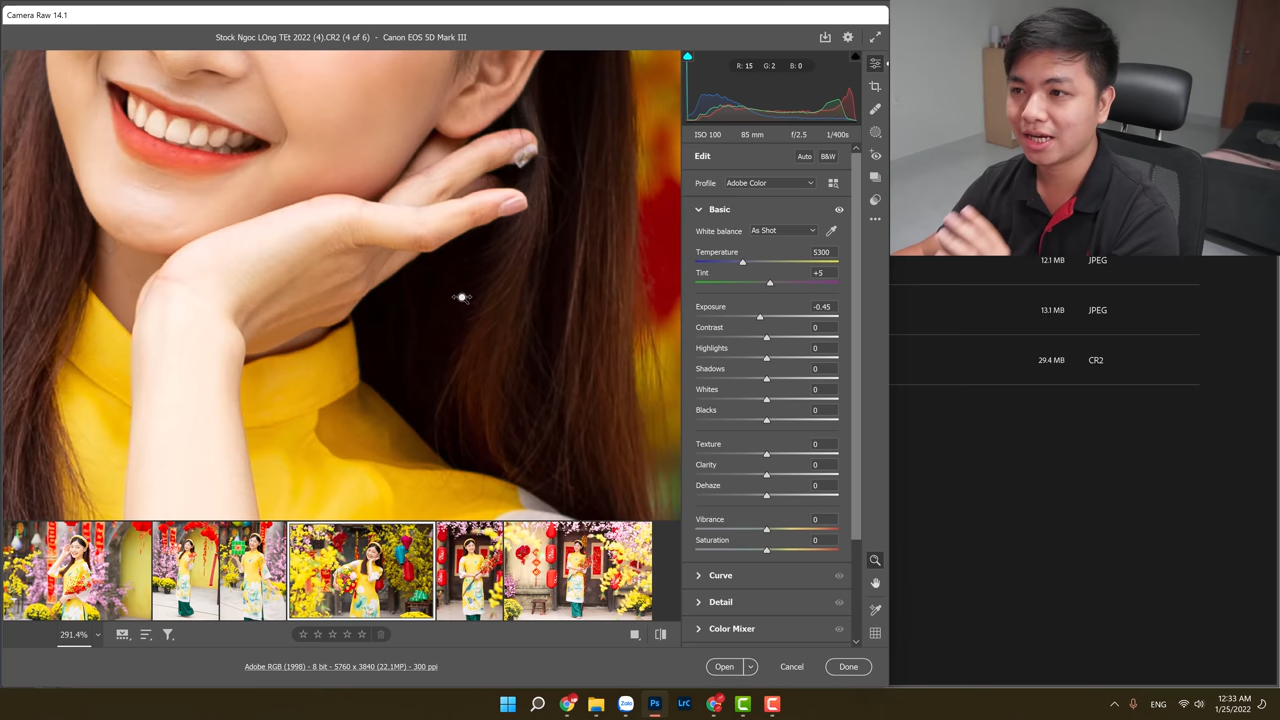 Camera Raw 14.1
Stock Ngoc LOng TEt 2022 (4).CR2 (4 of 6) - Canon EOS 5D Mark III
R: 15 G: 2 B: 0
ISO 100 85 mm f/2.5 1/400s
Edit Auto B&W
Profile Adobe Color
Basic
White balance As Shot
Temperature 5300
Tint +5
Exposure -0.45
Contrast 0
Highlights 0
Shadows 0
Whites 0
Blacks 0
Texture 0
Clarity 0
Dehaze 0
Vibrance 0
Saturation 0
Curve
Detail
Color Mixer
12.1 MB JPEG
13.1 MB JPEG
29.4 MB CR2
291.4%
Adobe RGB (1998) - 8 bit - 5760 x 3840 (22.1MP) - 300 ppi
Open Cancel Done
Zalo
Ps
LrC
ENG
12:33 AM
1/25/2022